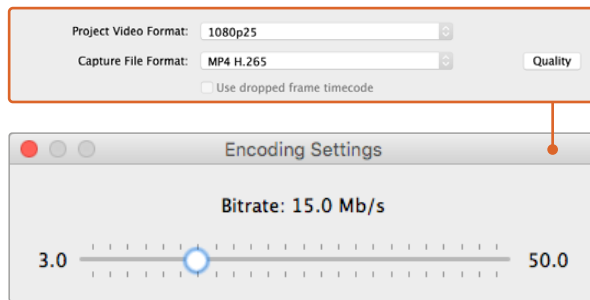 Project Video Format: 1080p25
Capture File Format: MP4 H.265 Quality
Use dropped frame timecode
Encoding Settings
Bitrate: 15.0 Mb/s
3.0 50.0